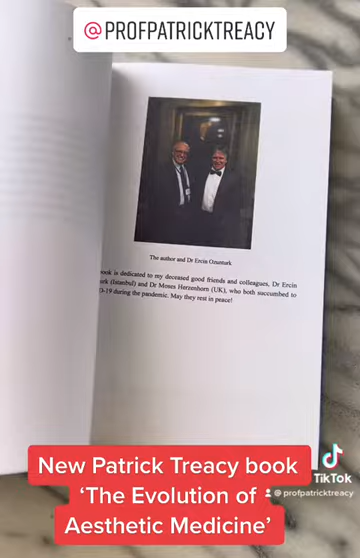 @PROFPATRICKTREACY
The author and Dr Ercin Ozunturk
book is dedicated to my deceased good friends and colleagues, Dr Ercin
(Istanbul) and Dr Moses Herzenhorn (UK), who both succumbed to
during the pandemic. May they rest in peace!
New Patrick Treacy book
‘The Evolution of
Aesthetic Medicine’
TikTok
@profpatricktreacy